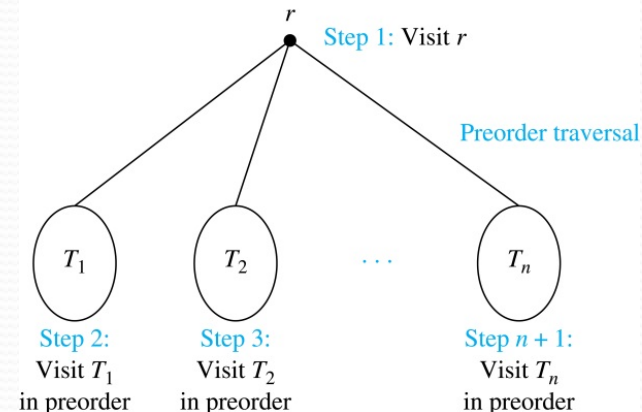 r
Step 1: Visit r
Preorder traversal
T1 T2 . . . Tn
Step 2: Step 3: Step n + 1:
Visit T1 Visit T2 Visit Tn
in preorder in preorder in preorder